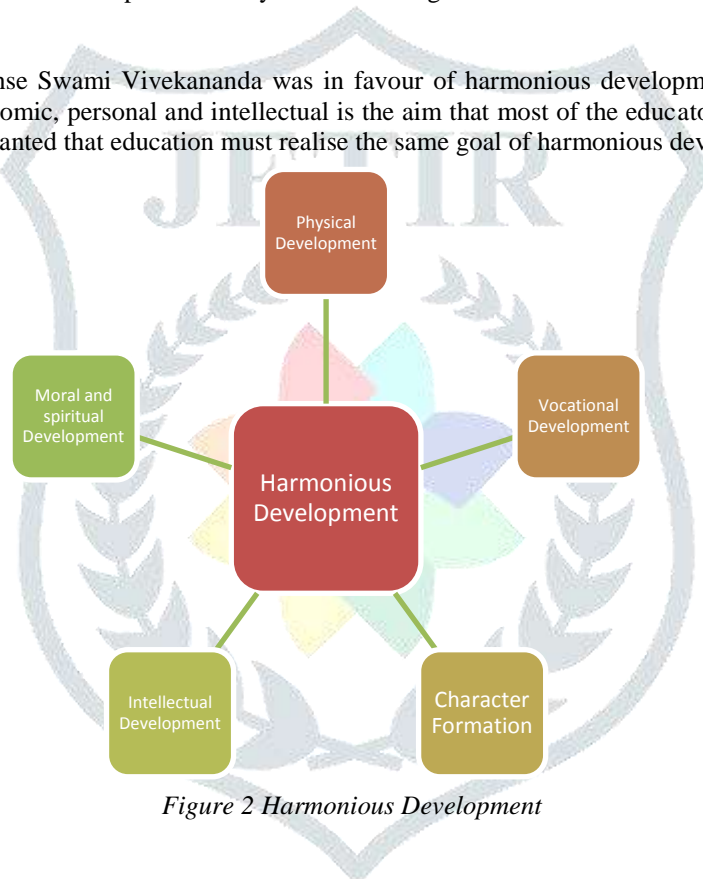 nse Swami Vivekananda was in favour of harmonious developm
omic, personal and intellectual is the aim that most of the educato
anted that education must realise the same goal of harmonious dev
JETIR
Physical
Development
Moral and
spiritual
Development
Vocational
Development
Harmonious
Development
Intellectual
Development
Character
Formation
Figure 2 Harmonious Development